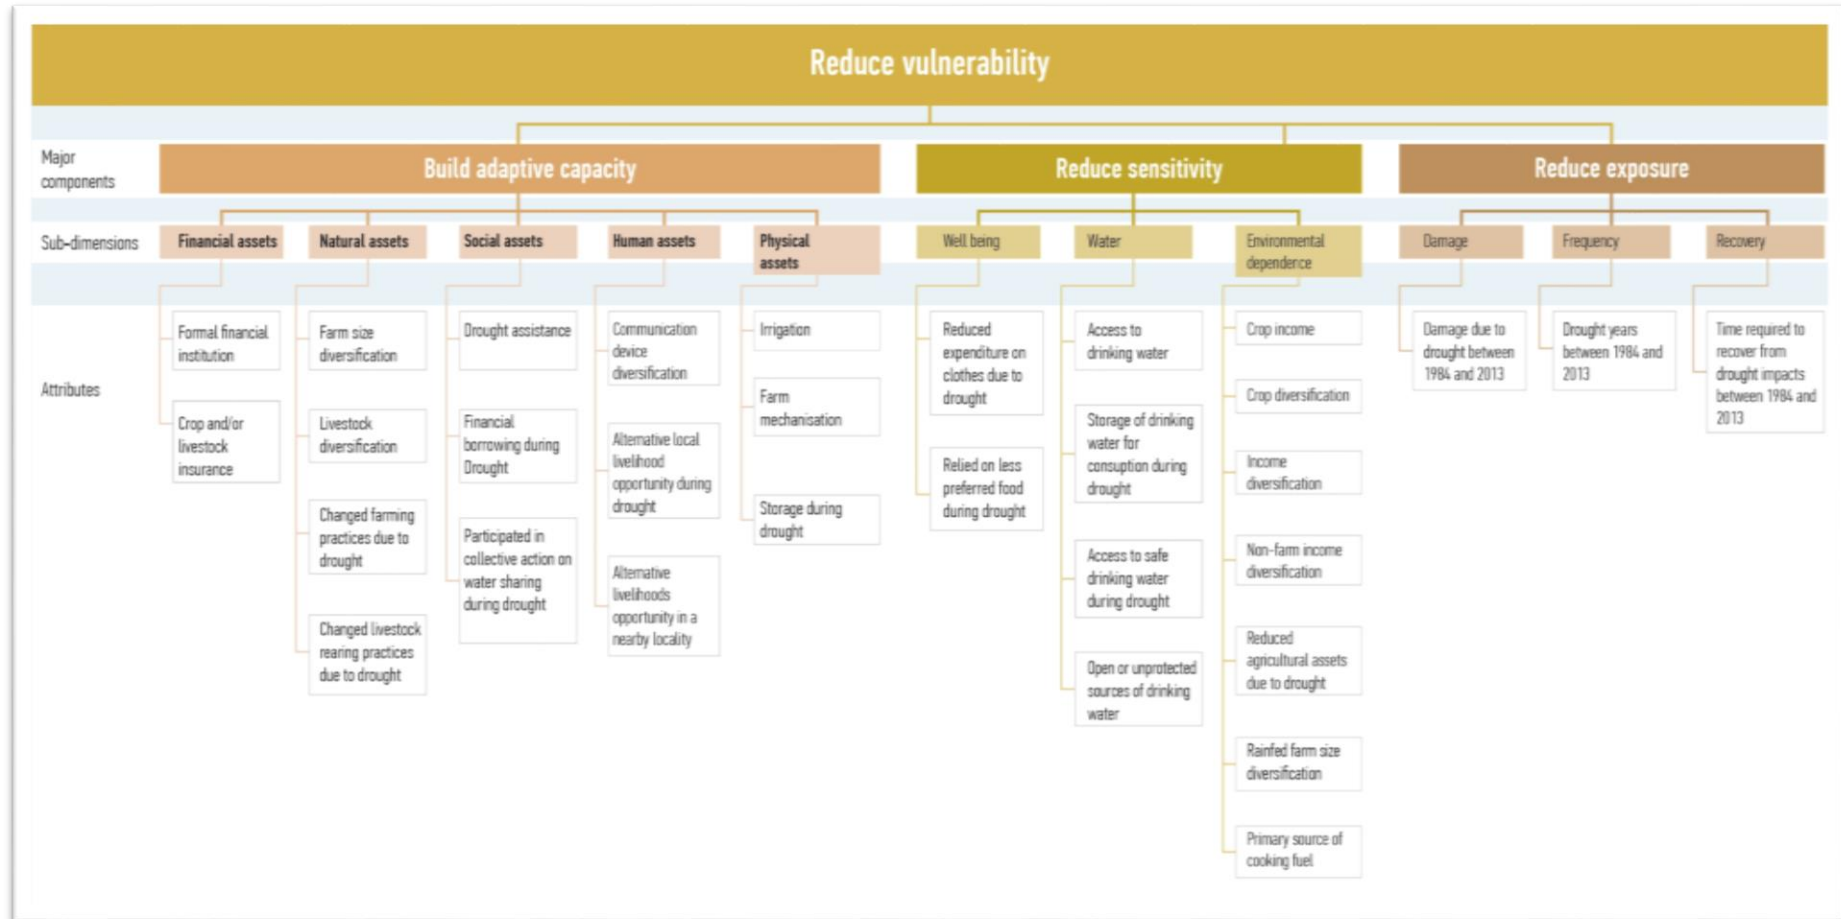 Reduce vulnerability
Major
components
Build adaptive capacity
Reduce sensitivity
Reduce exposure
Sub-dimensions
Financial assets
Natural assets
Social assets
Human assets
Physical
assets
Well being
Water
Environmental
dependence
Damage
Frequency
Recovery
Attributes
Formal financial
institution
Crop and/or
livestock
insurance
Farm size
diversification
Livestock
diversification
Changed farming
practices due to
drought
Changed livestock
rearing practices
due to drought
Drought assistance
Financial
borrowing during
Drought
Participated in
collective action on
water sharing
during drought
Communication
device
diversification
Alternative local
livelihood
opportunity during
drought
Alternative
livelihoods
opportunity in a
nearby locality
Irrigation
Farm
mechanisation
Storage during
drought
Reduced
expenditure on
clothes due to
drought
Relied on less
preferred food
during drought
Access to
drinking water
Storage of drinking
water for
consuption during
drought
Access to safe
drinking water
during drought
Open or unprotected
sources of drinking
water
Crop income
Crop diversification
Income
diversification
Non-farm income
diversification
Reduced
agricultural assets
due to drought
Rainfed farm size
diversification
Primary source of
cooking fuel
Damage due to
drought between
1984 and 2013
Drought years
between 1984 and
2013
Time required to
recover from
drought impacts
between 1984 and
2013